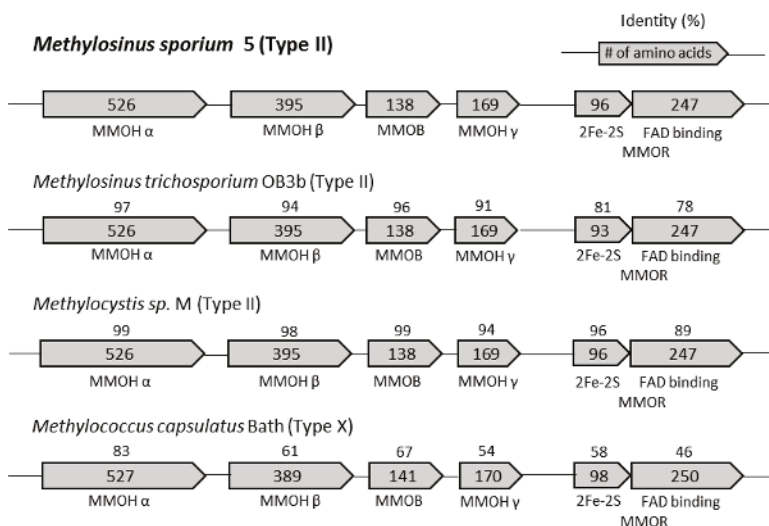 Identity (%)
Methylosinus sporium 5 (Type II)
# of amino acids
526 395 138 169 96 247
MMOH α MMOH β MMOB MMOH γ 2Fe-2S FAD binding
MMOR
Methylosinus trichosporium OB3b (Type II)
97 94 96 91 81 78
526 395 138 169 93 247
MMOH α MMOH β MMOB MMOH γ 2Fe-2S FAD binding
MMOR
Methylocystis sp. M (Type II)
99 98 99 94 96 89
526 395 138 169 96 247
MMOH α MMOH β MMOB MMOH γ 2Fe-2S FAD binding
MMOR
Methylococcus capsulatus Bath (Type X)
83 61 67 54 58 46
527 389 141 170 98 250
MMOH α MMOH β MMOB MMOH γ 2Fe-2S FAD binding
MMOR